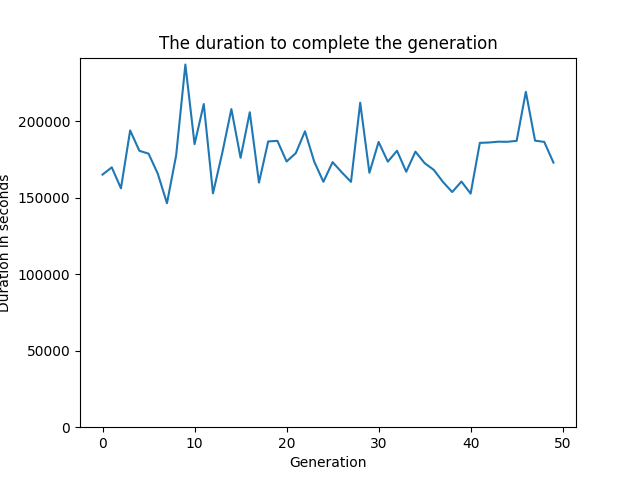 The duration to complete the generation
Duration in seconds
200000
150000
100000
50000
0
0 10 20 30 40 50
Generation